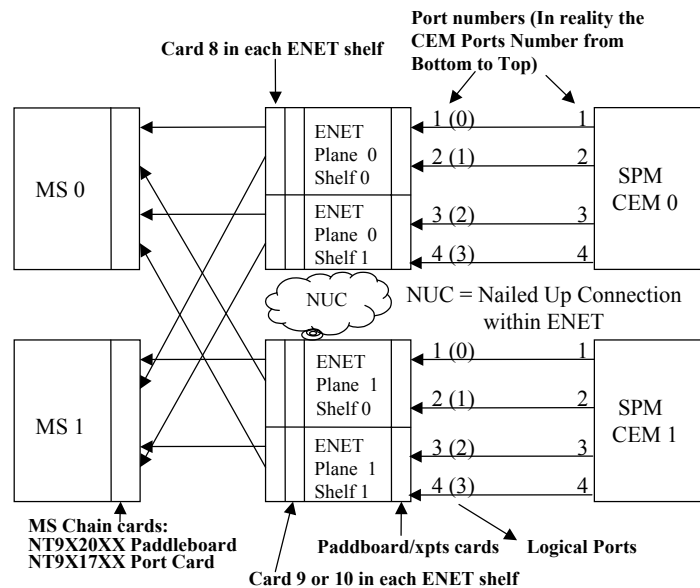 Port numbers (In reality the
CEM Ports Number from
Bottom to Top)
Card 8 in each ENET shelf
MS 0
ENET
Plane 0
Shelf 0
ENET
Plane 0
Shelf 1
1 (0)
1
2 (1)
2
3 (2)
3
4 (3)
4
SPM
CEM 0
NUC
NUC = Nailed Up Connection
within ENET
MS 1
ENET
Plane 1
Shelf 0
ENET
Plane 1
Shelf 1
1 (0)
1
2 (1)
2
3 (2)
3
4 (3)
4
SPM
CEM 1
MS Chain cards:
NT9X20XX Paddleboard
NT9X17XX Port Card
Paddboard/xpts cards
Logical Ports
Card 9 or 10 in each ENET shelf